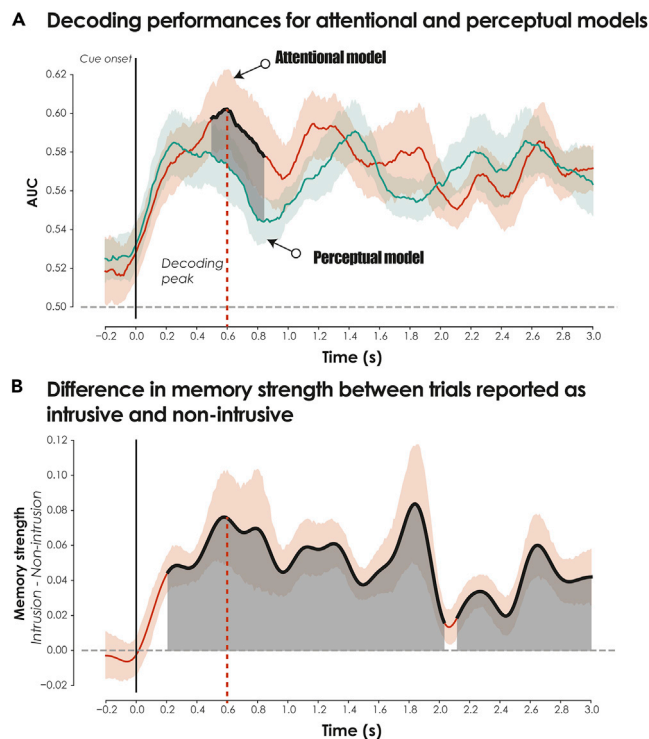 A Decoding performances for attentional and perceptual models
Cue onset
Attentional model
0.62
0.60
0.58
0.56
0.54
0.52
0.50
AUC
Decoding
peak
Perceptual model
−0.2 0.0 0.2 0.4 0.6 0.8 1.0 1.2 1.4 1.6 1.8 2.0 2.2 2.4 2.6 2.8 3.0
Time (s)
B Difference in memory strength between trials reported as
intrusive and non-intrusive
0.12
0.10
0.08
0.06
0.04
0.02
0.00
−0.02
Memory strength
Intrusion - Non-intrusion
−0.2 0.0 0.2 0.4 0.6 0.8 1.0 1.2 1.4 1.6 1.8 2.0 2.2 2.4 2.6 2.8 3.0
Time (s)